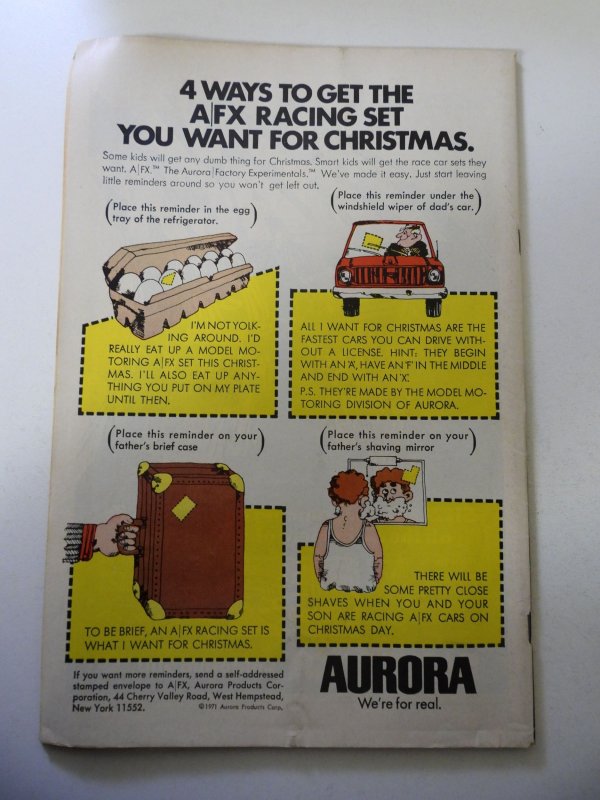 4 WAYS TO GET THE
A|FX RACING SET
YOU WANT FOR CHRISTMAS.
Some kids will get any dumb thing for Christmas. Smart kids will get the race car sets they
want. A|FX.™ The Aurora|Factory Experimentals.™ We've made it easy. Just start leaving
little reminders around so you won't get left out.
(Place this reminder in the egg
tray of the refrigerator.)
I'M NOT YOLK-
ING AROUND. I'D
REALLY EAT UP A MODEL MO-
TORING A|FX SET THIS CHRIST-
MAS. I'LL ALSO EAT UP ANY-
THING YOU PUT ON MY PLATE
UNTIL THEN.
(Place this reminder under the
windshield wiper of dad's car.)
ALL I WANT FOR CHRISTMAS ARE THE
FASTEST CARS YOU CAN DRIVE WITH-
OUT A LICENSE. HINT: THEY BEGIN
WITH AN 'A', HAVE AN 'F' IN THE MIDDLE
AND END WITH AN 'X'.
P.S. THEY'RE MADE BY THE MODEL MO-
TORING DIVISION OF AURORA.
(Place this reminder on your
father's brief case)
TO BE BRIEF, AN A|FX RACING SET IS
WHAT I WANT FOR CHRISTMAS.
(Place this reminder on your
father's shaving mirror)
THERE WILL BE
SOME PRETTY CLOSE
SHAVES WHEN YOU AND YOUR
SON ARE RACING A|FX CARS ON
CHRISTMAS DAY.
If you want more reminders, send a self-addressed
stamped envelope to A|FX, Aurora Products Cor-
poration, 44 Cherry Valley Road, West Hempstead,
New York 11552.
©1971 Aurora Products Corp.
AURORA
We're for real.